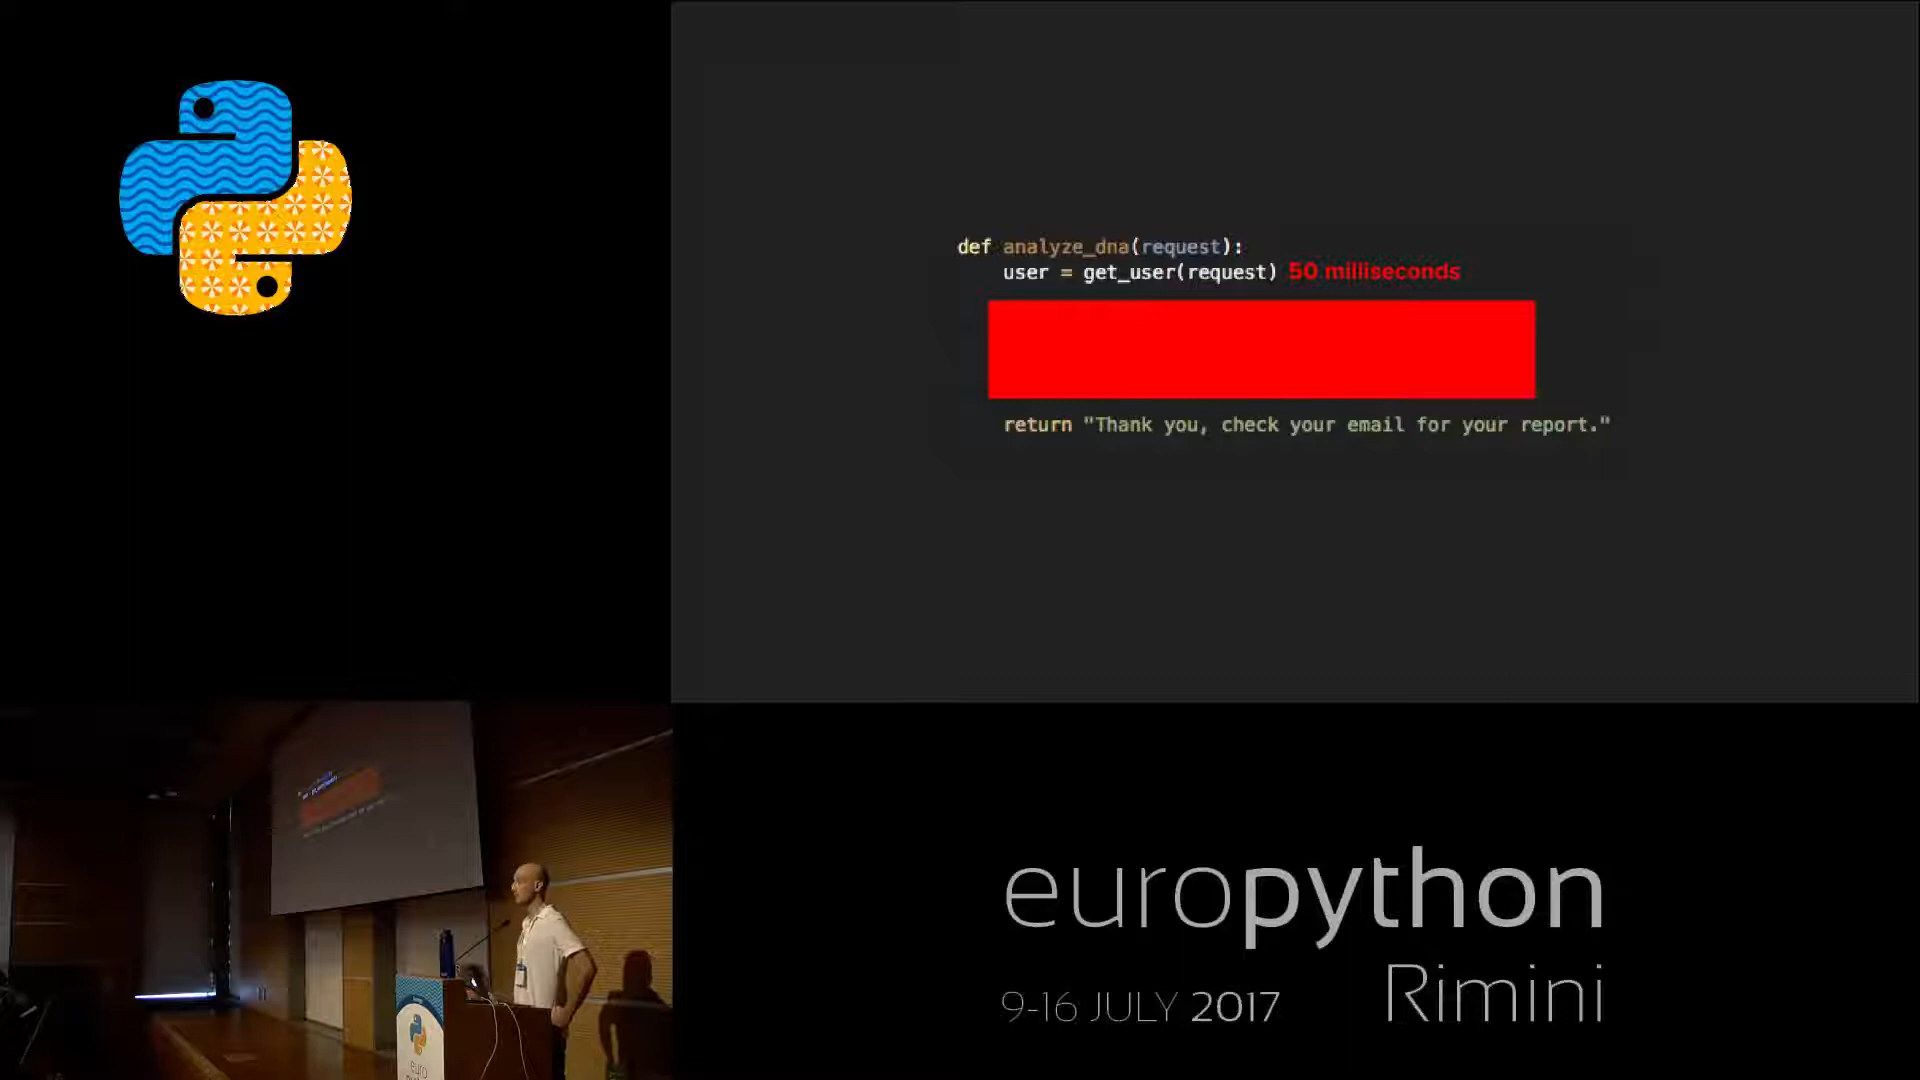 def analyze_dna(request):
user = get_user(request) 50 milliseconds
return "Thank you, check your email for your report."
europython
9-16 JULY 2017 Rimini
euro